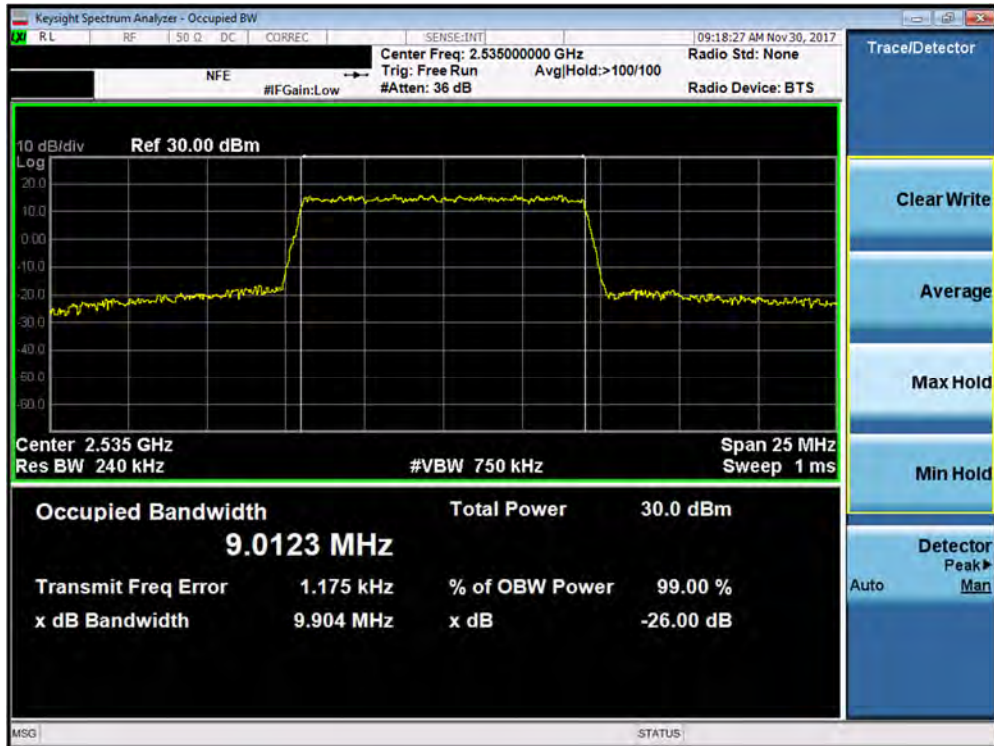 Keysight Spectrum Analyzer - Occupied BW
LXI RL RF 50 Ω DC CORREC SENSE:INT 09:18:27 AM Nov 30, 2017
Center Freq: 2.535000000 GHz Radio Std: None
NFE Trig: Free Run Avg|Hold:>100/100
#IFGain:Low #Atten: 36 dB Radio Device: BTS
10 dB/div Ref 30.00 dBm
Log
20.0
10.0
0.00
-10.0
-20.0
-30.0
-40.0
-50.0
-60.0
Center 2.535 GHz Span 25 MHz
Res BW 240 kHz #VBW 750 kHz Sweep 1 ms
Occupied Bandwidth Total Power 30.0 dBm
9.0123 MHz
Transmit Freq Error 1.175 kHz % of OBW Power 99.00 %
x dB Bandwidth 9.904 MHz x dB -26.00 dB
MSG STATUS
Trace/Detector
Clear Write
Average
Max Hold
Min Hold
Detector
Peak▶
Auto Man